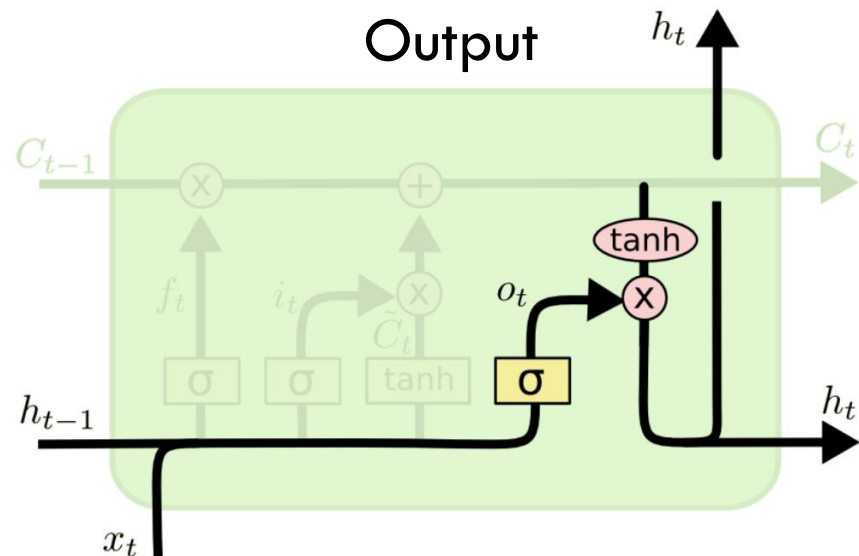 Output
h_t
C_{t-1}
C_t
x
+
tanh
f_t
i_t
x
o_t
x
C̃_t
σ
σ
tanh
σ
h_{t-1}
h_t
x_t